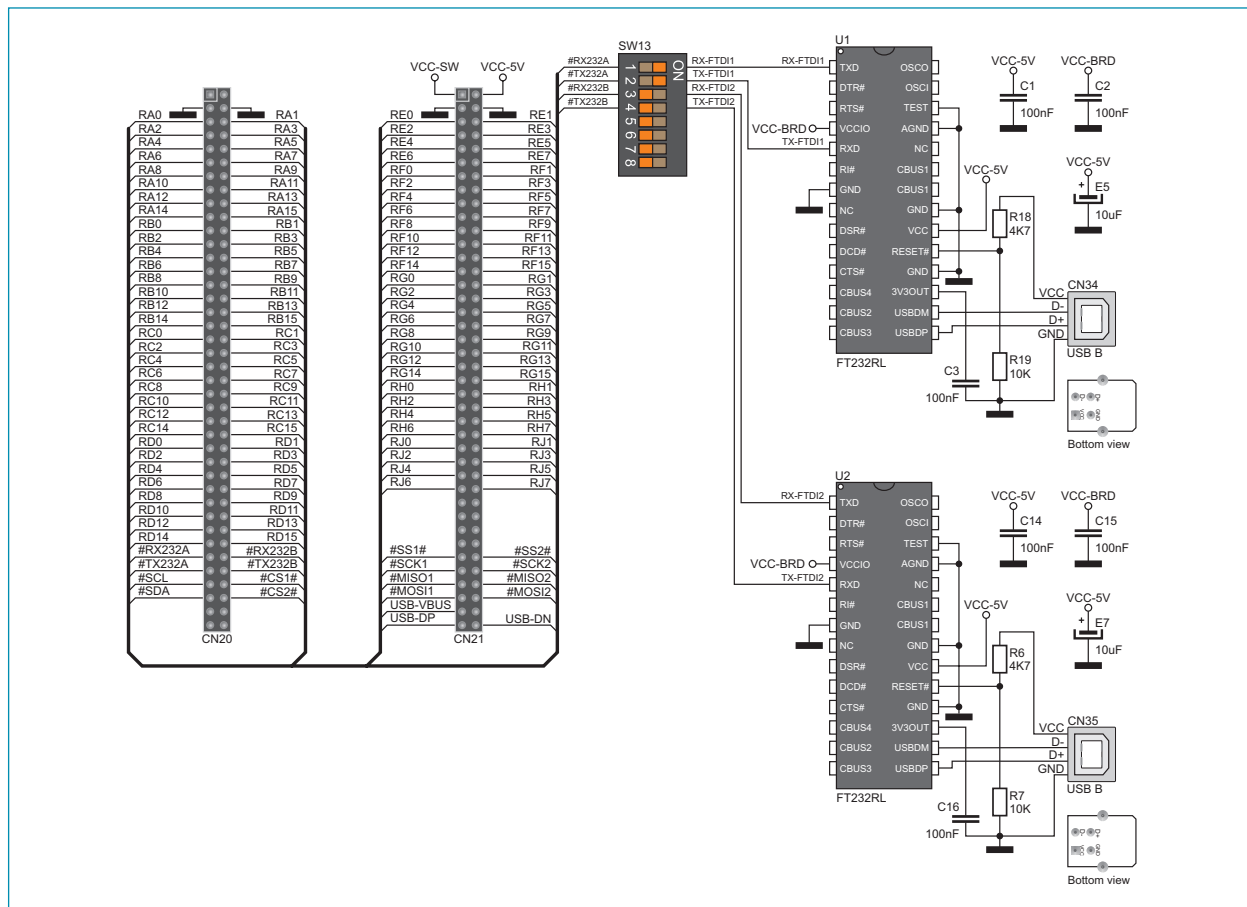 VCC-SW VCC-5V
RA0 RA1
RA2 RA3
RA4 RA5
RA6 RA7
RA8 RA9
RA10 RA11
RA12 RA13
RA14 RA15
RB0 RB1
RB2 RB3
RB4 RB5
RB6 RB7
RB8 RB9
RB10 RB11
RB12 RB13
RB14 RB15
RC0 RC1
RC2 RC3
RC4 RC5
RC6 RC7
RC8 RC9
RC10 RC11
RC12 RC13
RC14 RC15
RD0 RD1
RD2 RD3
RD4 RD5
RD6 RD7
RD8 RD9
RD10 RD11
RD12 RD13
RD14 RD15
#RX232A #RX232B
#TX232A #TX232B
#SCL #CS1#
#SDA #CS2#
CN20
RE0 RE1
RE2 RE3
RE4 RE5
RE6 RE7
RF0 RF1
RF2 RF3
RF4 RF5
RF6 RF7
RF8 RF9
RF10 RF11
RF12 RF13
RF14 RF15
RG0 RG1
RG2 RG3
RG4 RG5
RG6 RG7
RG8 RG9
RG10 RG11
RG12 RG13
RG14 RG15
RH0 RH1
RH2 RH3
RH4 RH5
RH6 RH7
RJ0 RJ1
RJ2 RJ3
RJ4 RJ5
RJ6 RJ7
#SS1# #SS2#
#SCK1 #SCK2
#MISO1 #MISO2
#MOSI1 #MOSI2
USB-VBUS
USB-DP USB-DN
CN21
SW13
ON
#RX232A 1 RX-FTDI1 RX-FTDI1
#TX232A 2 TX-FTDI1
#RX232B 3 RX-FTDI2
#TX232B 4 TX-FTDI2
5
6
7
8
VCC-BRD
TX-FTDI1
U1
TXD OSCO
DTR# OSCI
RTS# TEST
VCCIO AGND
RXD NC
RI# CBUS1
GND CBUS1
NC GND
DSR# VCC
DCD# RESET#
CTS# GND
CBUS4 3V3OUT
CBUS2 USBDM
CBUS3 USBDP
FT232RL
VCC-5V
C1
100nF
VCC-BRD
C2
100nF
VCC-5V
R18
4K7
VCC-5V
+ E5
10uF
CN34
VCC
D-
D+
GND
USB B
R19
10K
C3
100nF
D- D+
VCC GND
Bottom view
RX-FTDI2
VCC-BRD
TX-FTDI2
U2
TXD OSCO
DTR# OSCI
RTS# TEST
VCCIO AGND
RXD NC
RI# CBUS1
GND CBUS1
NC GND
DSR# VCC
DCD# RESET#
CTS# GND
CBUS4 3V3OUT
CBUS2 USBDM
CBUS3 USBDP
FT232RL
VCC-5V
C14
100nF
VCC-BRD
C15
100nF
VCC-5V
R6
4K7
VCC-5V
+ E7
10uF
CN35
VCC
D-
D+
GND
USB B
R7
10K
C16
100nF
D- D+
VCC GND
Bottom view